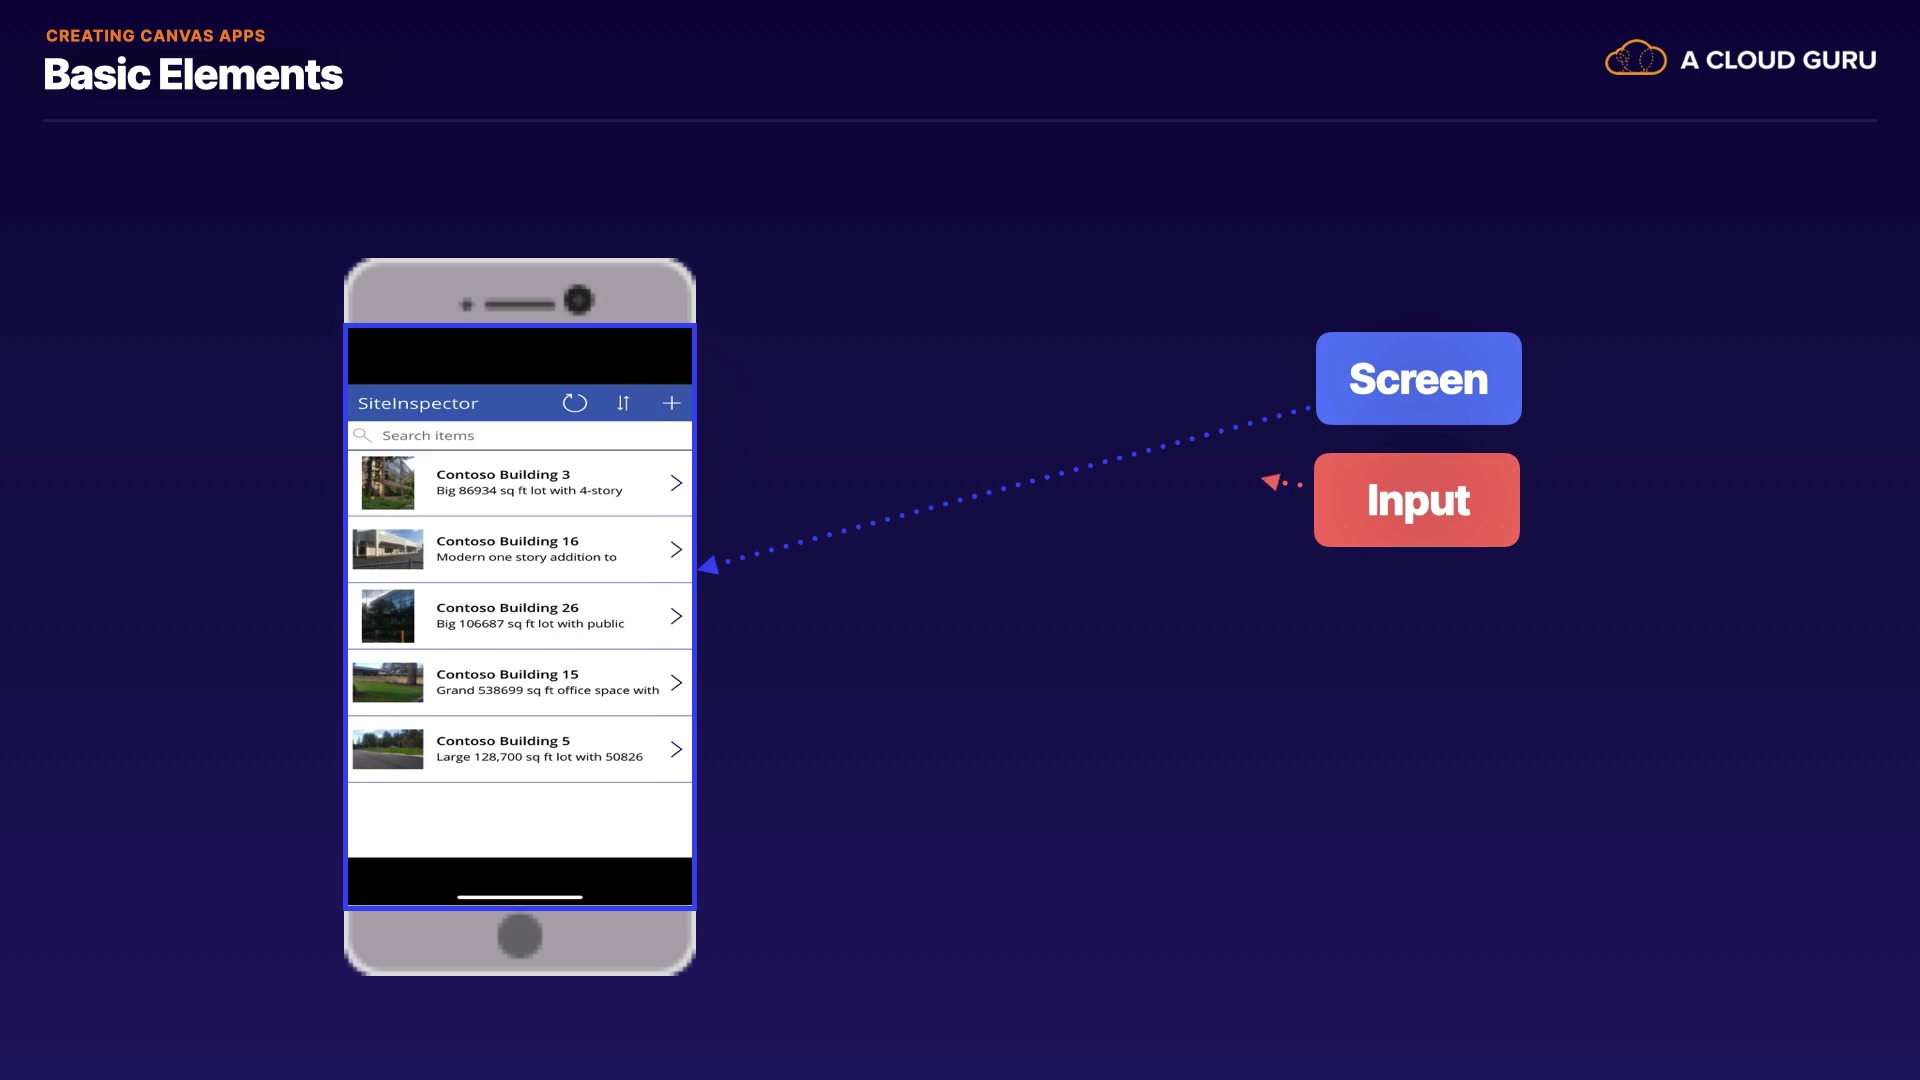 CREATING CANVAS APPS
Basic Elements
A CLOUD GURU
SiteInspector
Search items
Contoso Building 3
Big 86934 sq ft lot with 4-story
Contoso Building 16
Modern one story addition to
Contoso Building 26
Big 106687 sq ft lot with public
Contoso Building 15
Grand 538699 sq ft office space with
Contoso Building 5
Large 128,700 sq ft lot with 50826
Screen
Input